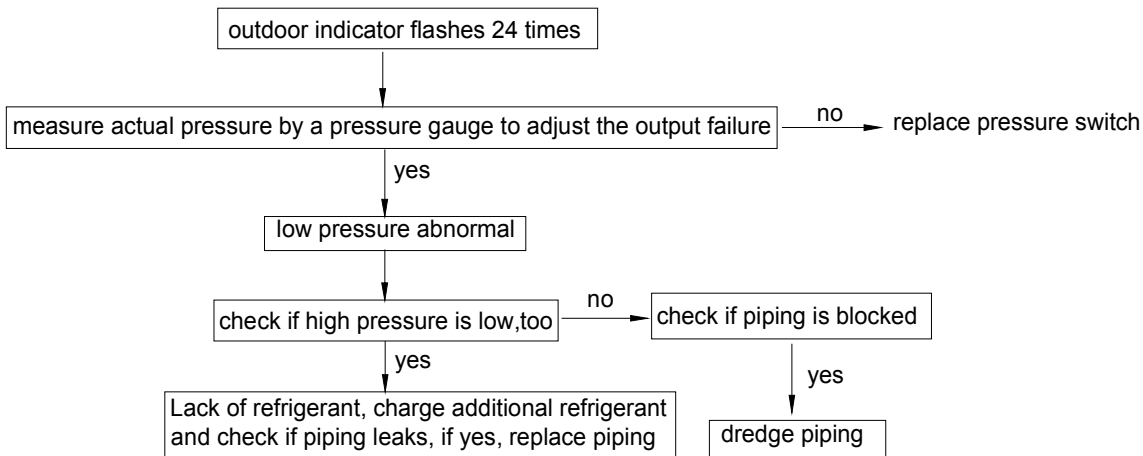 outdoor indicator flashes 24 times
measure actual pressure by a pressure gauge to adjust the output failure
no
replace pressure switch
yes
low pressure abnormal
check if high pressure is low,too
no
check if piping is blocked
yes
yes
Lack of refrigerant, charge additional refrigerant
and check if piping leaks, if yes, replace piping
dredge piping